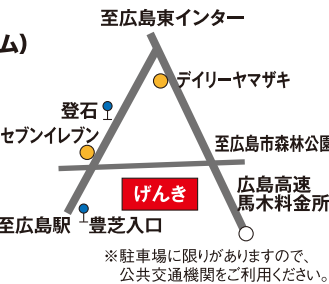 至広島東インター
ム)
デイリーヤマザキ
登石
セブンイレブン
至広島市森林公園
げんき
広島高速
馬木料金所
至広島駅
豊芝入口
※駐車場に限りがありますので、
公共交通機関をご利用ください。